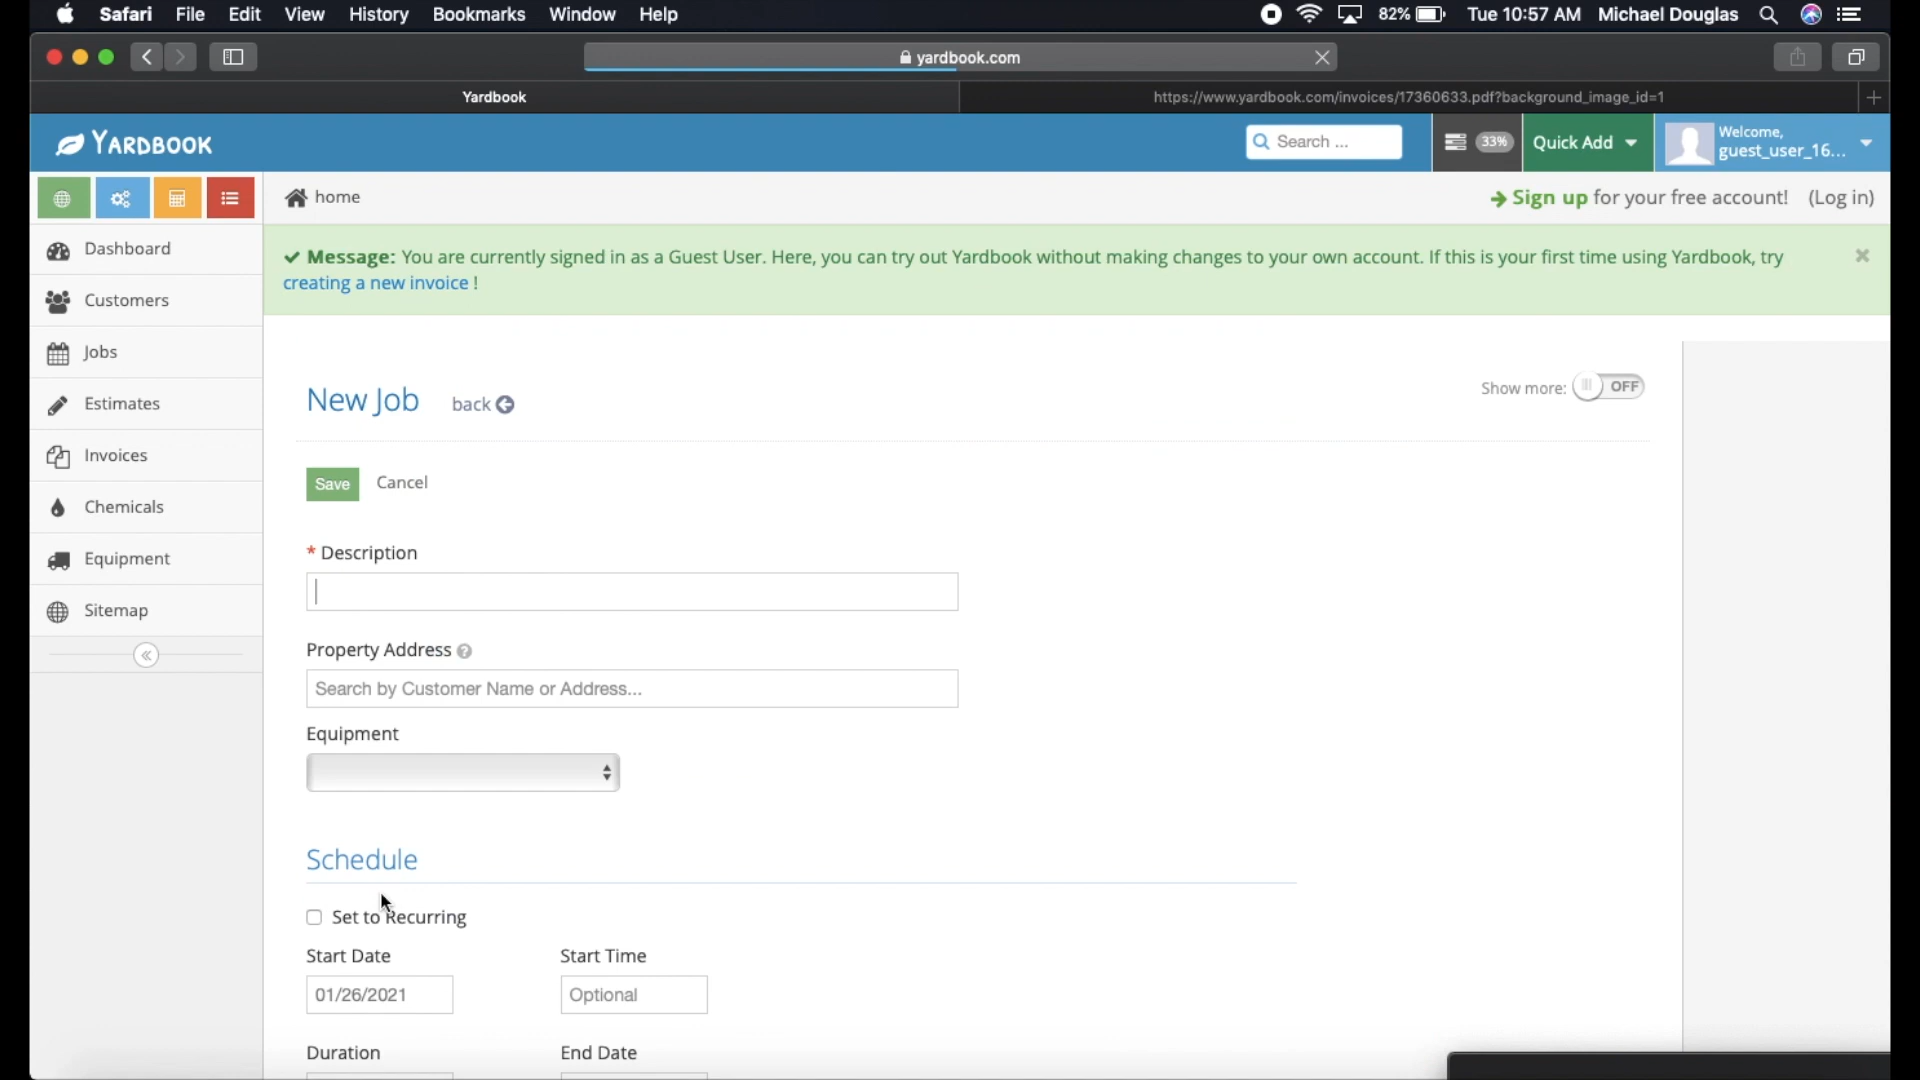 Safari File Edit View History Bookmarks Window Help 82% Tue 10:57 AM Michael Douglas
yardbook.com
Yardbook https://www.yardbook.com/invoices/17360633.pdf?background_image_id=1
YARDBOOK Search ... 33% Quick Add Welcome,
guest_user_16...
home Sign up for your free account! (Log in)
Dashboard
Customers
Jobs
Estimates
Invoices
Chemicals
Equipment
Sitemap
Message: You are currently signed in as a Guest User. Here, you can try out Yardbook without making changes to your own account. If this is your first time using Yardbook, try
creating a new invoice !
New Job back Show more: OFF
Save Cancel
* Description
Property Address
Search by Customer Name or Address...
Equipment
Schedule
Set to Recurring
Start Date Start Time
01/26/2021 Optional
Duration End Date